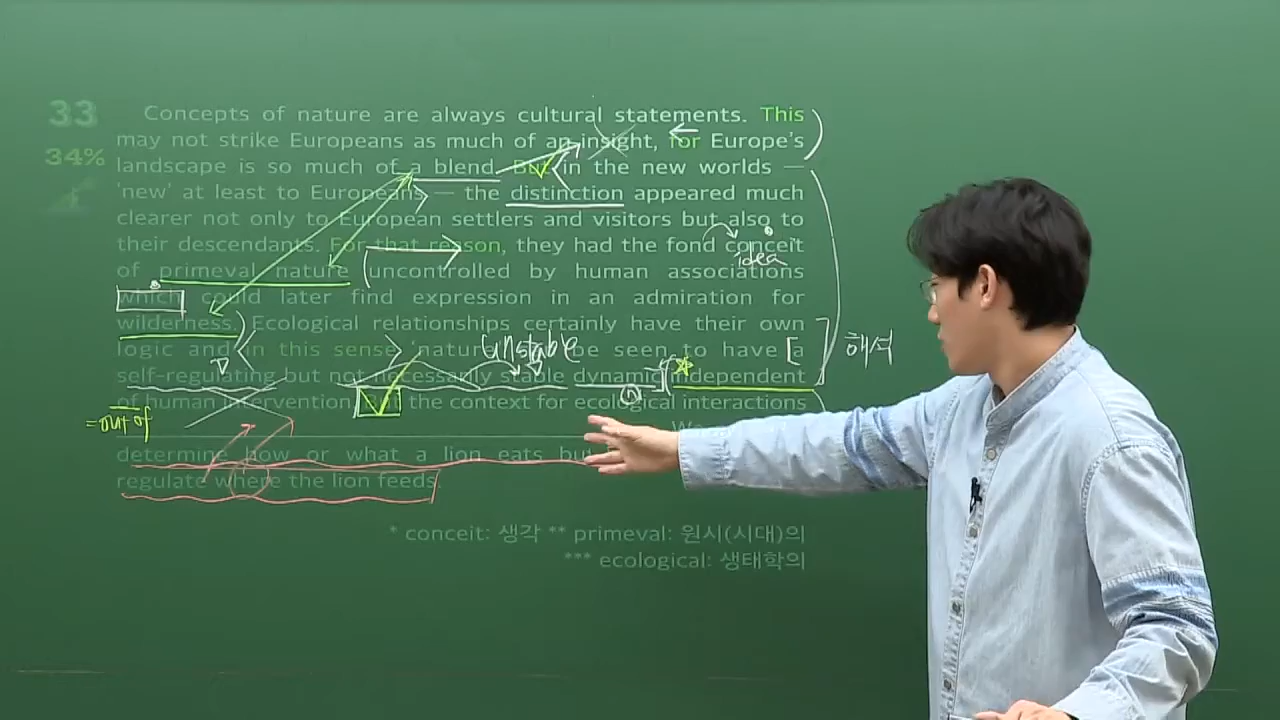 33
34%
Concepts of nature are always cultural statements. This
may not strike Europeans as much of an insight, for Europe's
landscape is so much of a blend. But in the new worlds —
'new' at least to Europeans — the distinction appeared much
clearer not only to European settlers and visitors but also to
their descendants. For that reason, they had the fond conceit
idea
of primeval nature uncontrolled by human associations
which could later find expression in an admiration for
wilderness. Ecological relationships certainly have their own
logic and in this sense 'nature' be seen to have a
unstable
해석
self-regulating but not necessarily stable dynamic independent
of human intervention. the context for ecological interactions
= out of
We
determine how or what a lion eats but
regulate where the lion feeds.
* conceit: 생각 ** primeval: 원시(시대)의
*** ecological: 생태학의